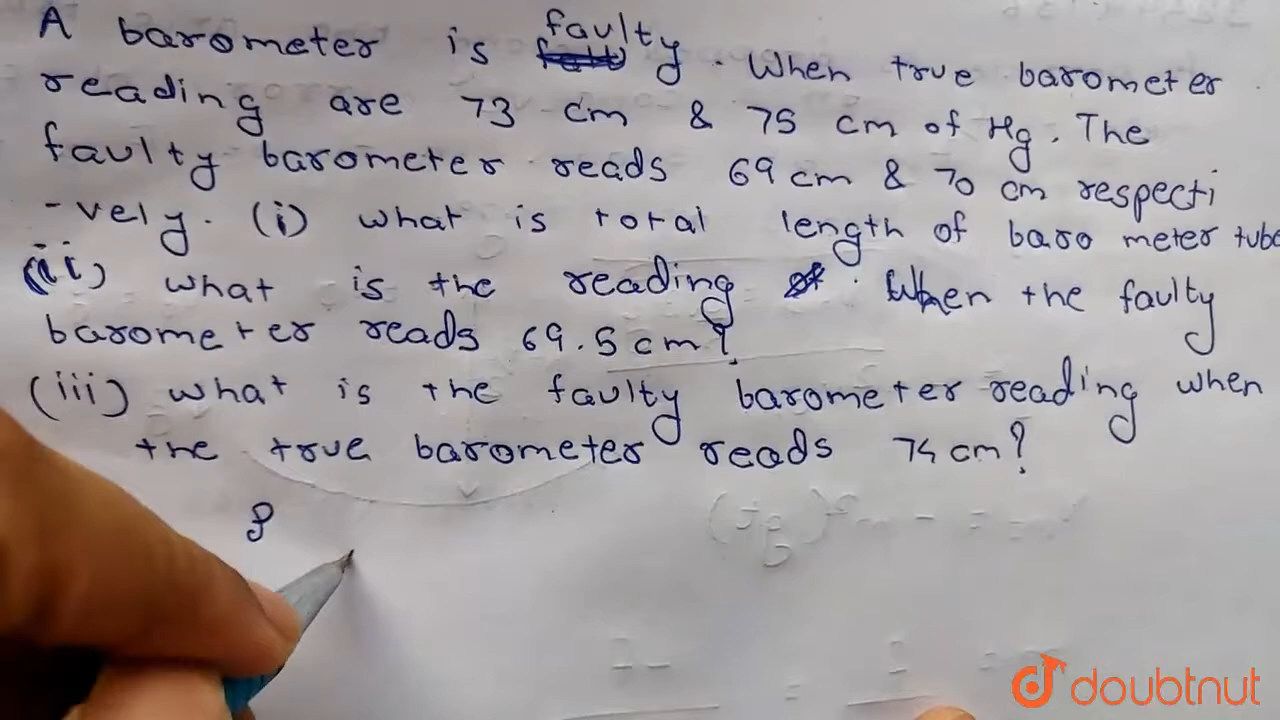 A barometer is faulty. When true barometer
reading are 73 cm & 75 cm of Hg. The
faulty barometer reads 69 cm & 70 cm respecti
-vely. (i) what is total length of baro meter tube
(ii) what is the reading. When the faulty
barometer reads 69.5 cm?
(iii) what is the faulty barometer reading when
the true barometer reads 74 cm?
doubtnut